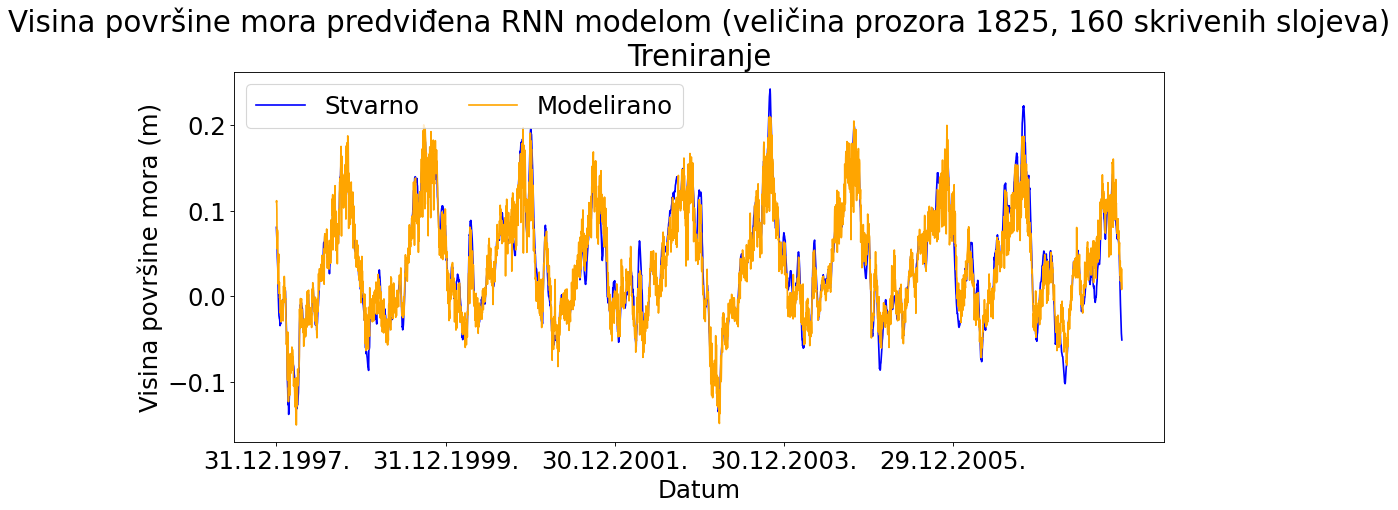 Visina površine mora predviđena RNN modelom (veličina prozora 1825, 160 skrivenih slojeva)
Treniranje
Stvarno Modelirano
Visina površine mora (m)
0.2
0.1
0.0
−0.1
31.12.1997. 31.12.1999. 30.12.2001. 30.12.2003. 29.12.2005.
Datum